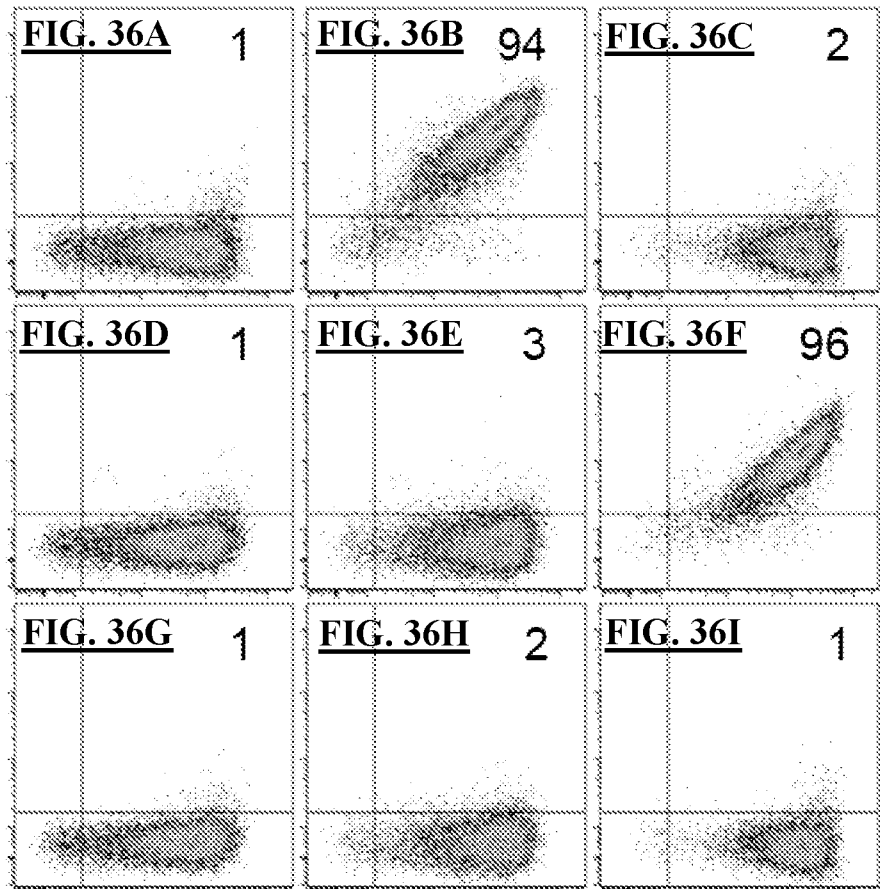 FIG. 36A 1
FIG. 36B 94
FIG. 36C 2
FIG. 36D 1
FIG. 36E 3
FIG. 36F 96
FIG. 36G 1
FIG. 36H 2
FIG. 36I 1